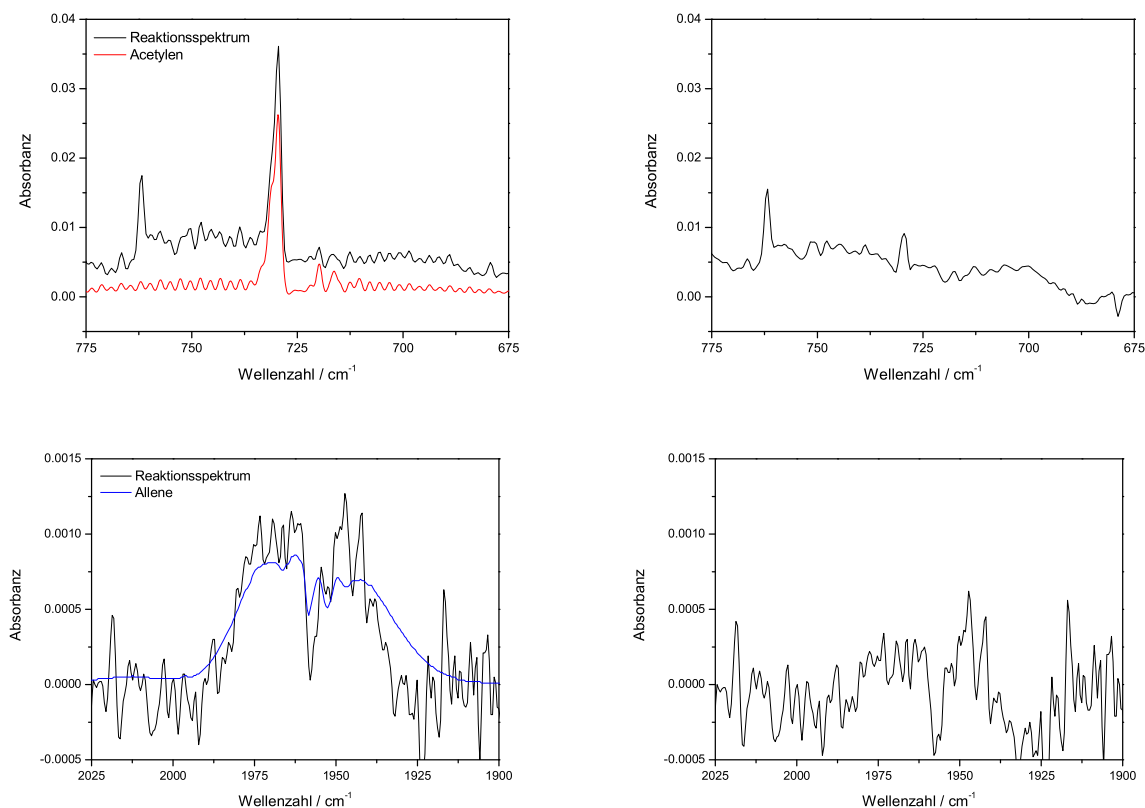 0.04
0.03
0.02
0.01
0.00
Absorbanz
Reaktionsspektrum
Acetylen
775 750 725 700 675
Wellenzahl / cm⁻¹
0.04
0.03
0.02
0.01
0.00
Absorbanz
775 750 725 700 675
Wellenzahl / cm⁻¹
0.0015
0.0010
0.0005
0.0000
-0.0005
Absorbanz
Reaktionsspektrum
Allene
2025 2000 1975 1950 1925 1900
Wellenzahl / cm⁻¹
0.0015
0.0010
0.0005
0.0000
-0.0005
Absorbanz
2025 2000 1975 1950 1925 1900
Wellenzahl / cm⁻¹